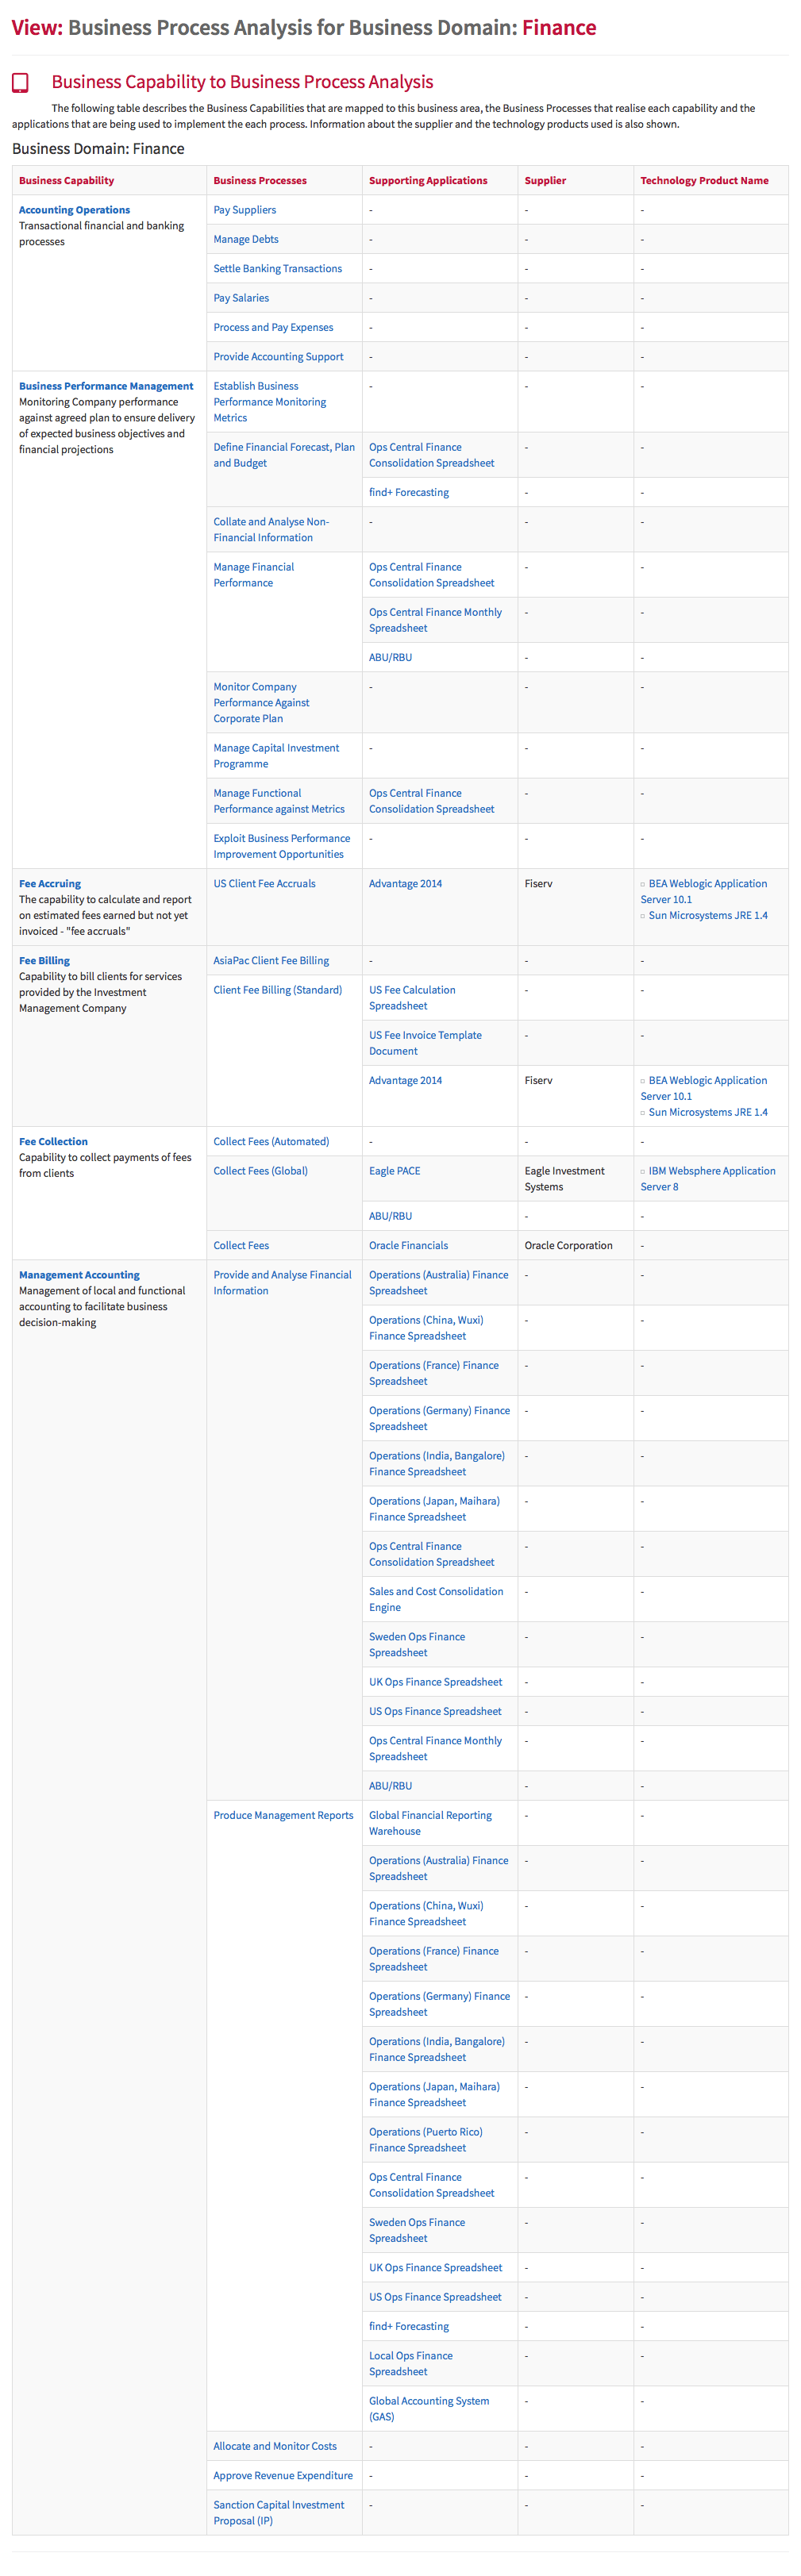 View: Business Process Analysis for Business Domain: Finance
Business Capability to Business Process Analysis
The following table describes the Business Capabilities that are mapped to this business area, the Business Processes that realise each capability and the
applications that are being used to implement the each process. Information about the supplier and the technology products used is also shown.
Business Domain: Finance
Business Capability Business Processes Supporting Applications Supplier Technology Product Name
Accounting Operations Pay Suppliers - - -
Transactional financial and banking
processes
Manage Debts - - -
Settle Banking Transactions - - -
Pay Salaries - - -
Process and Pay Expenses - - -
Provide Accounting Support - - -
Business Performance Management
Monitoring Company performance
against agreed plan to ensure delivery
of expected business objectives and
financial projections
Establish Business - - -
Performance Monitoring
Metrics
Define Financial Forecast, Plan
and Budget
Ops Central Finance - -
Consolidation Spreadsheet
find+ Forecasting - -
Collate and Analyse Non- - - -
Financial Information
Manage Financial
Performance
Ops Central Finance - -
Consolidation Spreadsheet
Ops Central Finance Monthly - -
Spreadsheet
ABU/RBU - -
Monitor Company - - -
Performance Against
Corporate Plan
Manage Capital Investment - - -
Programme
Manage Functional
Performance against Metrics
Ops Central Finance - -
Consolidation Spreadsheet
Exploit Business Performance - - -
Improvement Opportunities
Fee Accruing
The capability to calculate and report
on estimated fees earned but not yet
invoiced - "fee accruals"
US Client Fee Accruals Advantage 2014 Fiserv
▫ BEA Weblogic Application
Server 10.1
▫ Sun Microsystems JRE 1.4
Fee Billing
Capability to bill clients for services
provided by the Investment
Management Company
AsiaPac Client Fee Billing - - -
Client Fee Billing (Standard)
US Fee Calculation - -
Spreadsheet
US Fee Invoice Template - -
Document
Advantage 2014 Fiserv
▫ BEA Weblogic Application
Server 10.1
▫ Sun Microsystems JRE 1.4
Fee Collection
Capability to collect payments of fees
from clients
Collect Fees (Automated) - - -
Collect Fees (Global) Eagle PACE
Eagle Investment
Systems
▫ IBM Websphere Application
Server 8
ABU/RBU - -
Collect Fees Oracle Financials Oracle Corporation -
Management Accounting
Management of local and functional
accounting to facilitate business
decision-making
Provide and Analyse Financial
Information
Operations (Australia) Finance - -
Spreadsheet
Operations (China, Wuxi) - -
Finance Spreadsheet
Operations (France) Finance - -
Spreadsheet
Operations (Germany) Finance - -
Spreadsheet
Operations (India, Bangalore) - -
Finance Spreadsheet
Operations (Japan, Maihara) - -
Finance Spreadsheet
Ops Central Finance - -
Consolidation Spreadsheet
Sales and Cost Consolidation - -
Engine
Sweden Ops Finance - -
Spreadsheet
UK Ops Finance Spreadsheet - -
US Ops Finance Spreadsheet - -
Ops Central Finance Monthly - -
Spreadsheet
ABU/RBU - -
Produce Management Reports
Global Financial Reporting - -
Warehouse
Operations (Australia) Finance - -
Spreadsheet
Operations (China, Wuxi) - -
Finance Spreadsheet
Operations (France) Finance - -
Spreadsheet
Operations (Germany) Finance - -
Spreadsheet
Operations (India, Bangalore) - -
Finance Spreadsheet
Operations (Japan, Maihara) - -
Finance Spreadsheet
Operations (Puerto Rico) - -
Finance Spreadsheet
Ops Central Finance - -
Consolidation Spreadsheet
Sweden Ops Finance - -
Spreadsheet
UK Ops Finance Spreadsheet - -
US Ops Finance Spreadsheet - -
find+ Forecasting - -
Local Ops Finance - -
Spreadsheet
Global Accounting System - -
(GAS)
Allocate and Monitor Costs - - -
Approve Revenue Expenditure - - -
Sanction Capital Investment - - -
Proposal (IP)